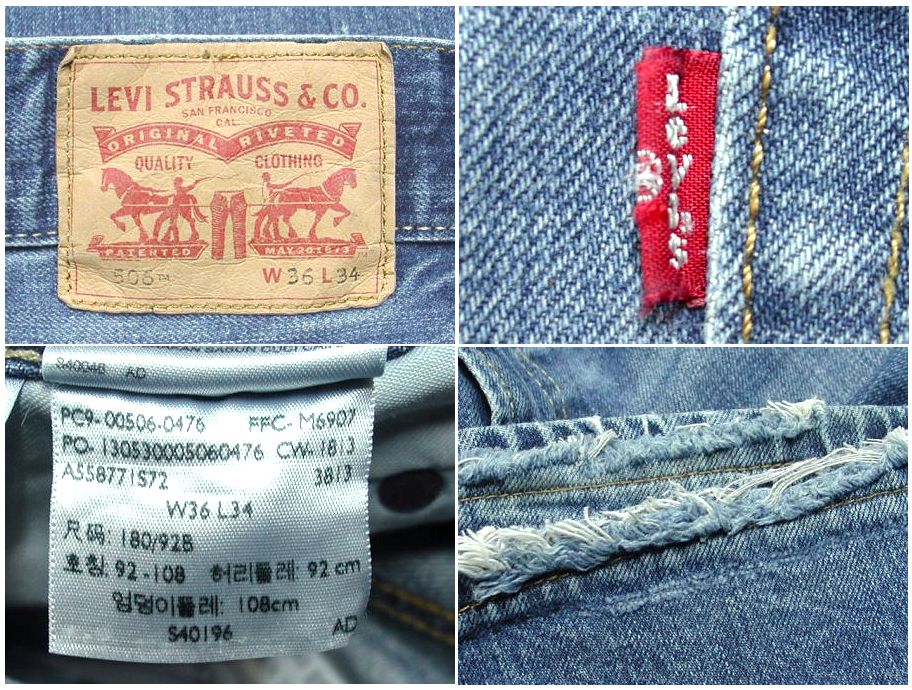 LEVI STRAUSS & CO.
SAN FRANCISCO
CAL.
ORIGINAL RIVETED
QUALITY CLOTHING
PATENTED MAY 20 1873
506™ W36 L34
Levi's
®
S4004B AD
PC9-00506-0476 FFC-M6907
PO-130530005060476 CW-1813
A558771S72 3813
W36 L34
尺码: 180/92B
호칭: 92-108 허리둘레: 92 cm
엉덩이둘레: 108cm
S40196 AD